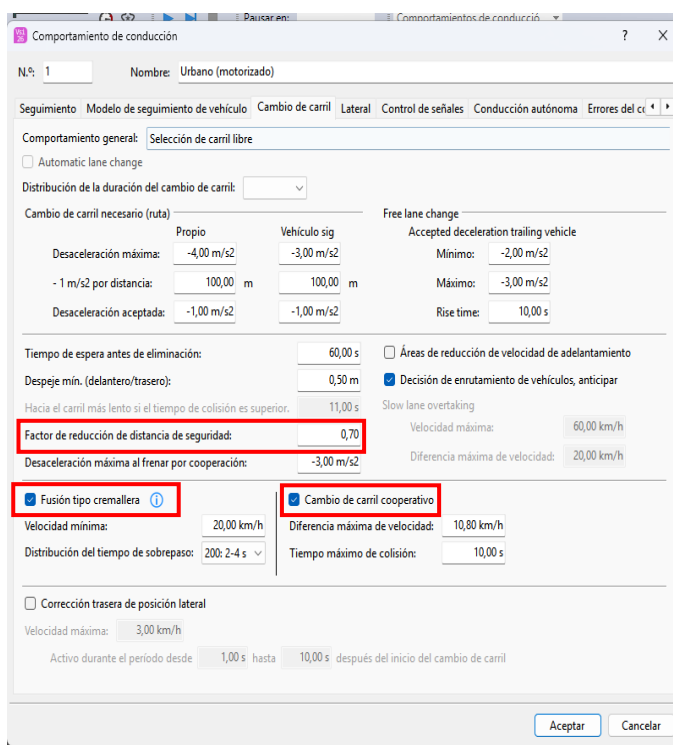 Pausar en:
Comportamientos de conducció
Comportamiento de conducción ? X
N.º: 1 Nombre: Urbano (motorizado)
Seguimiento Modelo de seguimiento de vehículo Cambio de carril Lateral Control de señales Conducción autónoma Errores del cc
Comportamiento general: Selección de carril libre
Automatic lane change
Distribución de la duración del cambio de carril:
Cambio de carril necesario (ruta) Free lane change
Propio Vehículo sig Accepted deceleration trailing vehicle
Desaceleración máxima: -4,00 m/s2 -3,00 m/s2 Mínimo: -2,00 m/s2
- 1 m/s2 por distancia: 100,00 m 100,00 m Máximo: -3,00 m/s2
Desaceleración aceptada: -1,00 m/s2 -1,00 m/s2 Rise time: 10,00 s
Tiempo de espera antes de eliminación: 60,00 s Áreas de reducción de velocidad de adelantamiento
Despeje mín. (delantero/trasero): 0,50 m Decisión de enrutamiento de vehículos, anticipar
Hacia el carril más lento si el tiempo de colisión es superior. 11,00 s Slow lane overtaking
Factor de reducción de distancia de seguridad: 0,70 Velocidad máxima: 60,00 km/h
Desaceleración máxima al frenar por cooperación: -3,00 m/s2 Diferencia máxima de velocidad: 20,00 km/h
Fusión tipo cremallera Cambio de carril cooperativo
Velocidad mínima: 20,00 km/h Diferencia máxima de velocidad: 10,80 km/h
Distribución del tiempo de sobrepaso: 200: 2-4 s Tiempo máximo de colisión: 10,00 s
Corrección trasera de posición lateral
Velocidad máxima: 3,00 km/h
Activo durante el período desde 1,00 s hasta 10,00 s después del inicio del cambio de carril
Aceptar Cancelar